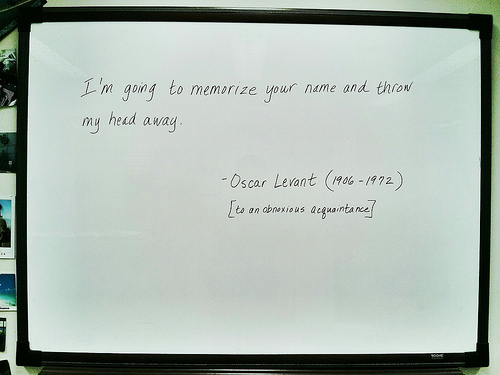 I'm going to memorize your name and throw
my head away.
- Oscar Levant (1906 - 1972)
[to an obnoxious acquaintance]